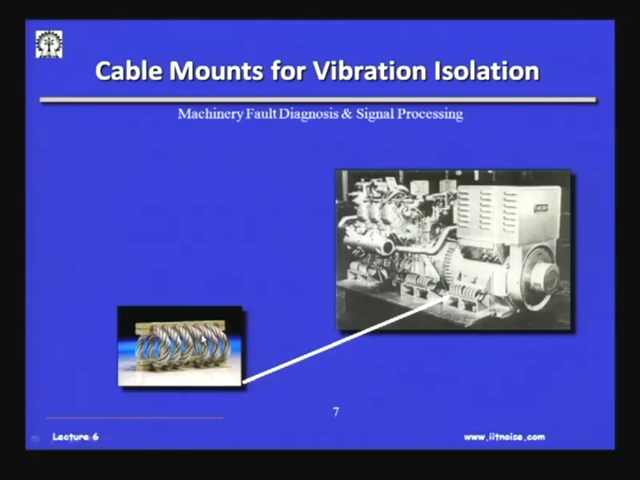 Cable Mounts for Vibration Isolation
Machinery Fault Diagnosis & Signal Processing
7
Lecture 6
www.iitnoise.com